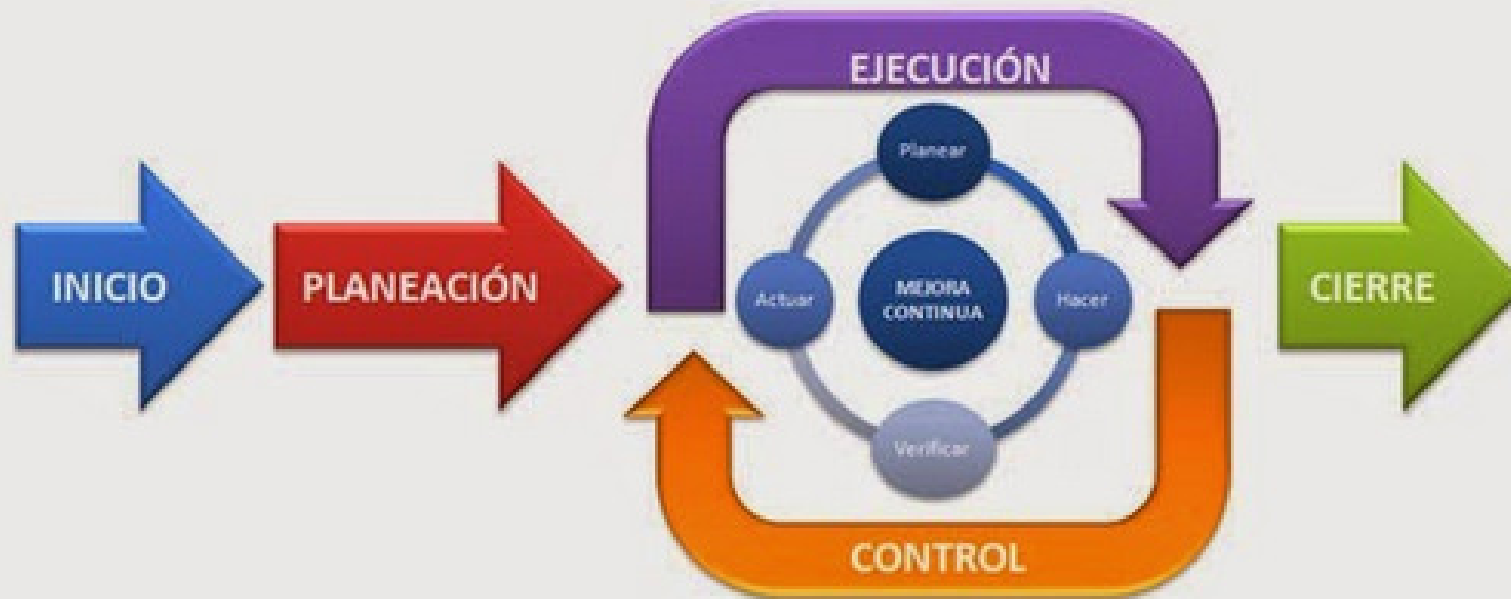 INICIO
PLANEACIÓN
EJECUCIÓN
Planear
Actuar
MEJORA
CONTINUA
Hacer
Verificar
CONTROL
CIERRE